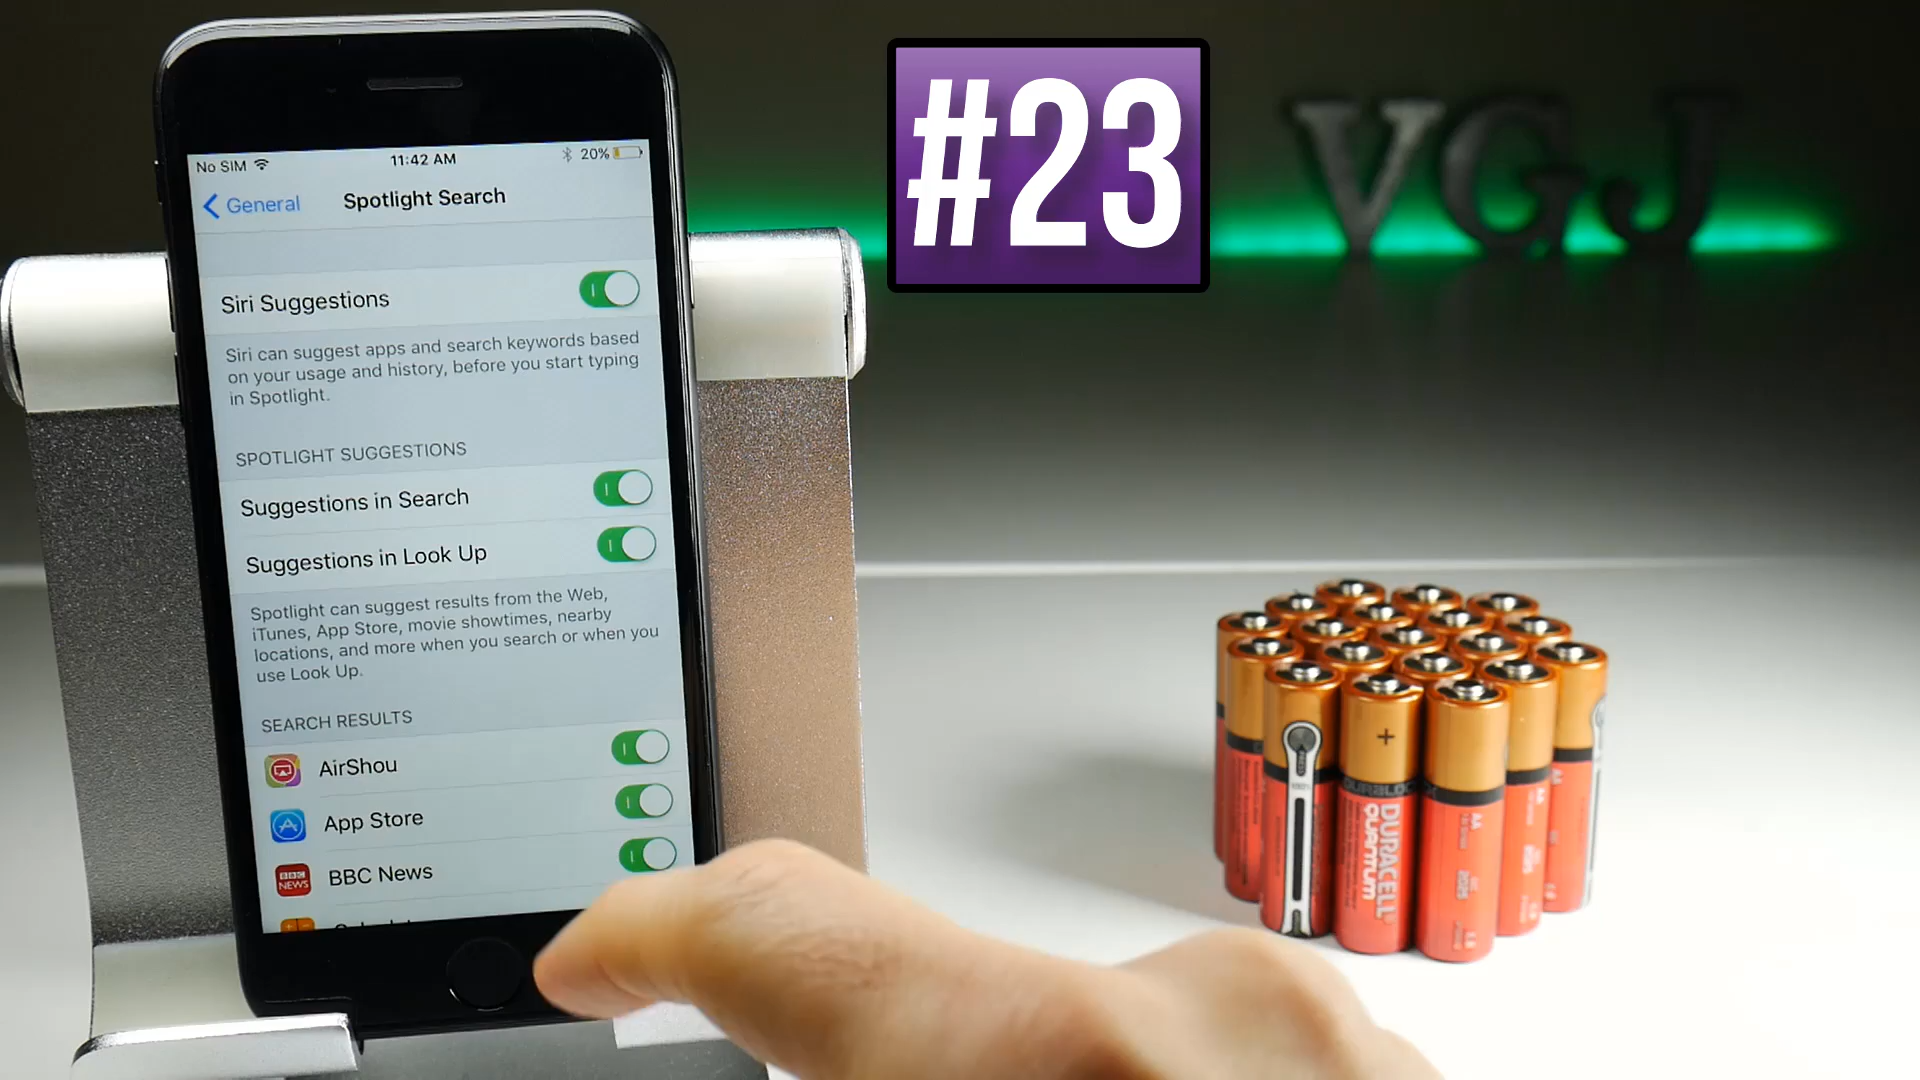 #23
VGJ
No SIM 11:42 AM 20%
General Spotlight Search
Siri Suggestions
Siri can suggest apps and search keywords based
on your usage and history, before you start typing
in Spotlight.
SPOTLIGHT SUGGESTIONS
Suggestions in Search
Suggestions in Look Up
Spotlight can suggest results from the Web,
iTunes, App Store, movie showtimes, nearby
locations, and more when you search or when you
use Look Up.
SEARCH RESULTS
AirShou
App Store
BBC NEWS
BBC News
+
DURACELL
QUANTUM
AA
2025
AA
AA